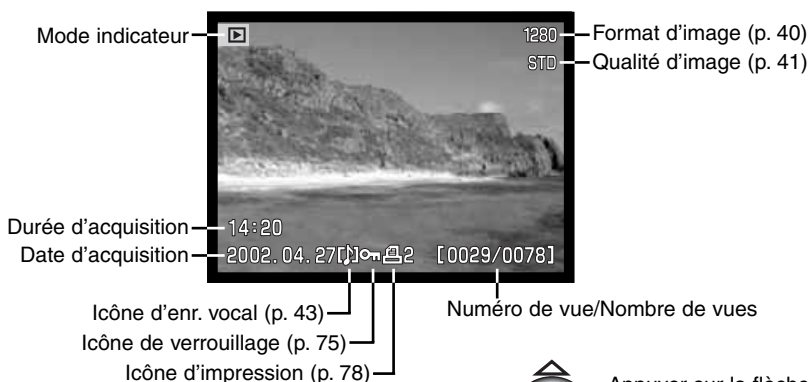 Mode indicateur
1280
Format d'image (p. 40)
STD
Qualité d'image (p. 41)
Durée d'acquisition
14:20
Date d'acquisition
2002.04.27[♪] 2 [0029/0078]
Icône d'enr. vocal (p. 43)
Numéro de vue/Nombre de vues
Icône de verrouillage (p. 75)
Icône d'impression (p. 78)
Appuyer sur la flèche